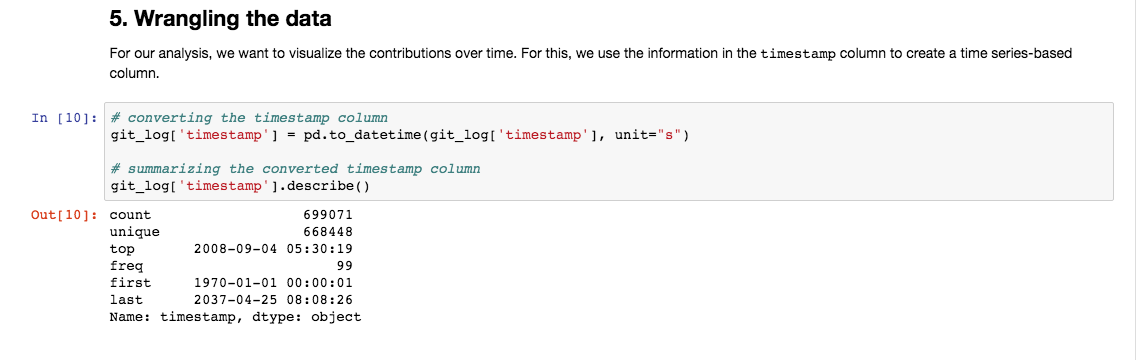 5. Wrangling the data
For our analysis, we want to visualize the contributions over time. For this, we use the information in the timestamp column to create a time series-based
column.
In [10]: # converting the timestamp column
git_log['timestamp'] = pd.to_datetime(git_log['timestamp'], unit="s")
# summarizing the converted timestamp column
git_log['timestamp'].describe()
Out[10]: count 699071
unique 668448
top 2008-09-04 05:30:19
freq 99
first 1970-01-01 00:00:01
last 2037-04-25 08:08:26
Name: timestamp, dtype: object